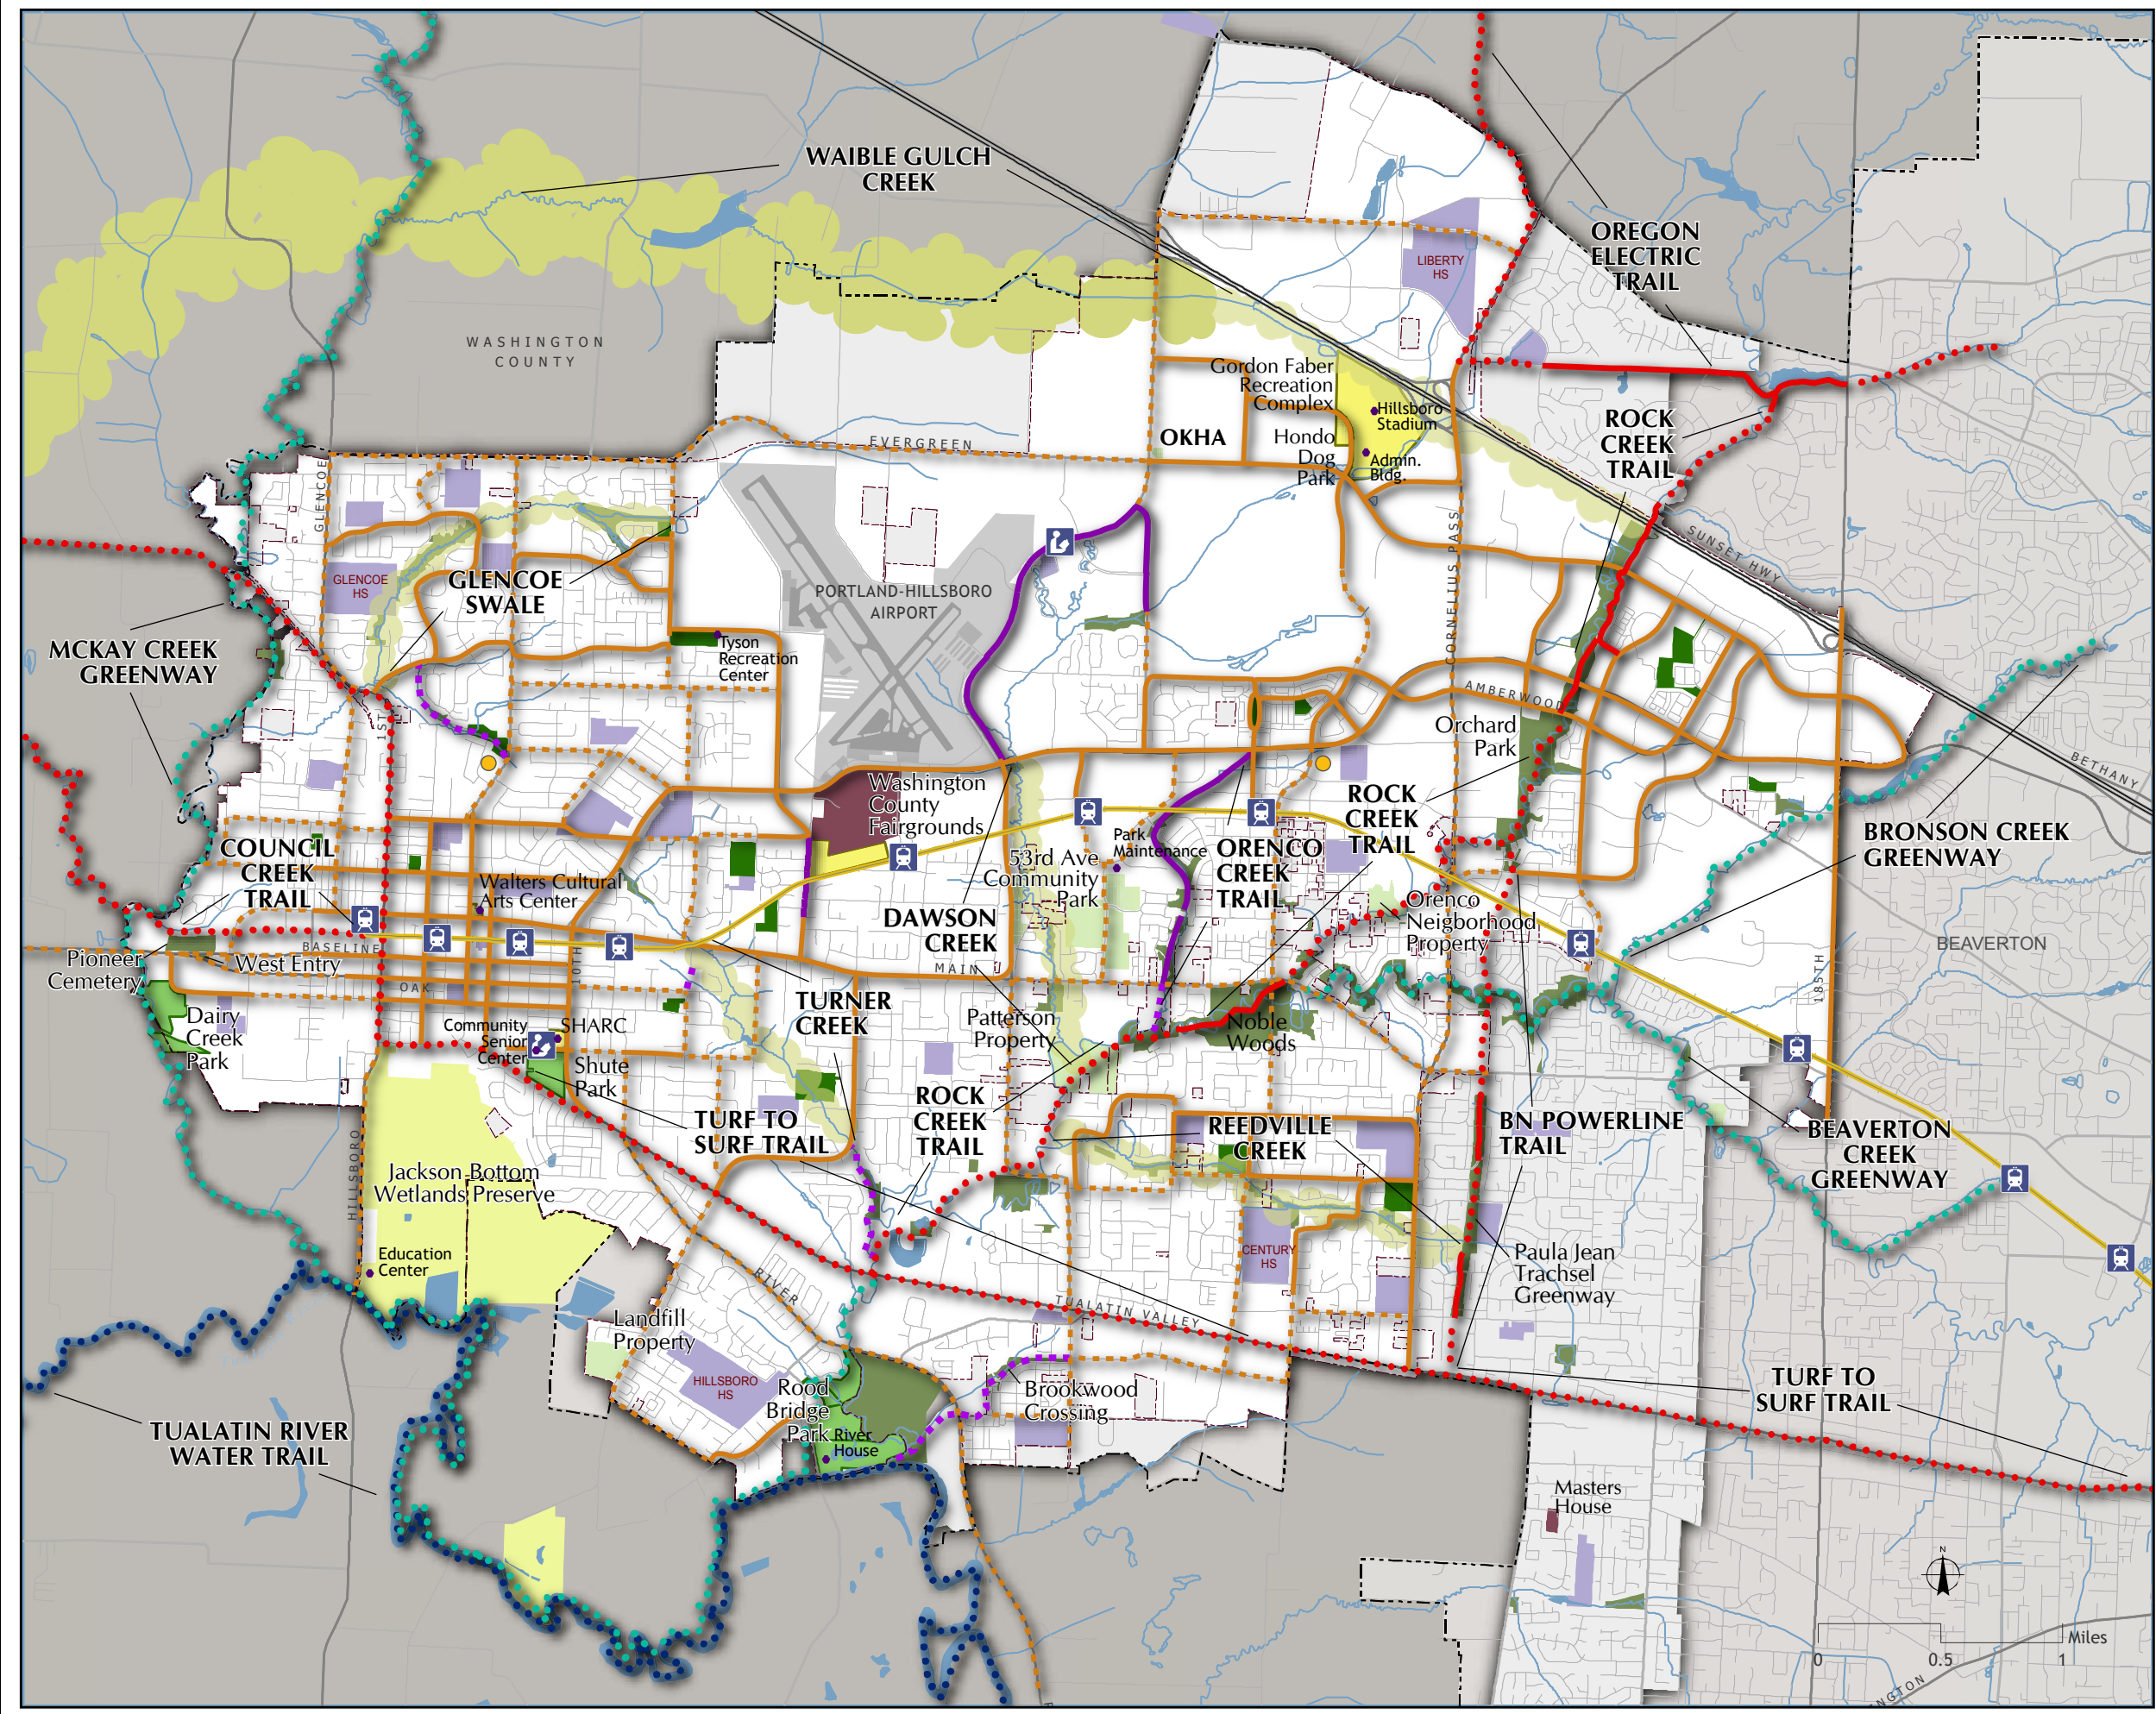 WAIBLE GULCH
CREEK
OREGON
ELECTRIC
TRAIL
LIBERTY
HS
WASHINGTON
COUNTY
Gordon Faber
Recreation
Complex
Hillsboro
Stadium
OKHA
Hondo
Dog
Park
Admin.
Bldg.
EVERGREEN
ROCK
CREEK
TRAIL
GLENCOE
SUNSET HWY
CORNELIUS PASS
GLENCOE
HS
GLENCOE
SWALE
PORTLAND-HILLSBORO
AIRPORT
MCKAY CREEK
GREENWAY
Tyson
Recreation
Center
AMBERWOOD
Orchard
Park
1ST
BETHANY
Washington
County
Fairgrounds
ROCK
CREEK
TRAIL
Park
Maintenance
BRONSON CREEK
GREENWAY
COUNCIL
CREEK
TRAIL
53rd Ave
Community
Park
ORENCO
CREEK
TRAIL
Walters Cultural
Arts Center
Orenco
Neigborhood
Property
DAWSON
CREEK
BEAVERTON
BASELINE
10TH
MAIN
185TH
Pioneer
Cemetery
West Entry
OAK
TURNER
CREEK
Dairy
Creek
Park
Community
Senior
Center
SHARC
Patterson
Property
Noble
Woods
Shute
Park
ROCK
CREEK
TRAIL
TURF TO
SURF TRAIL
REEDVILLE
CREEK
BN POWERLINE
TRAIL
BEAVERTON
CREEK
GREENWAY
HILLSBORO
Jackson Bottom
Wetlands Preserve
Education
Center
CENTURY
HS
Paula Jean
Trachsel
Greenway
RIVER
TUALATIN VALLEY
Landfill
Property
HILLSBORO
HS
Rood
Bridge
Park
River
House
Brookwood
Crossing
TURF TO
SURF TRAIL
TUALATIN RIVER
WATER TRAIL
Masters
House
N
Miles
0
0.5
1